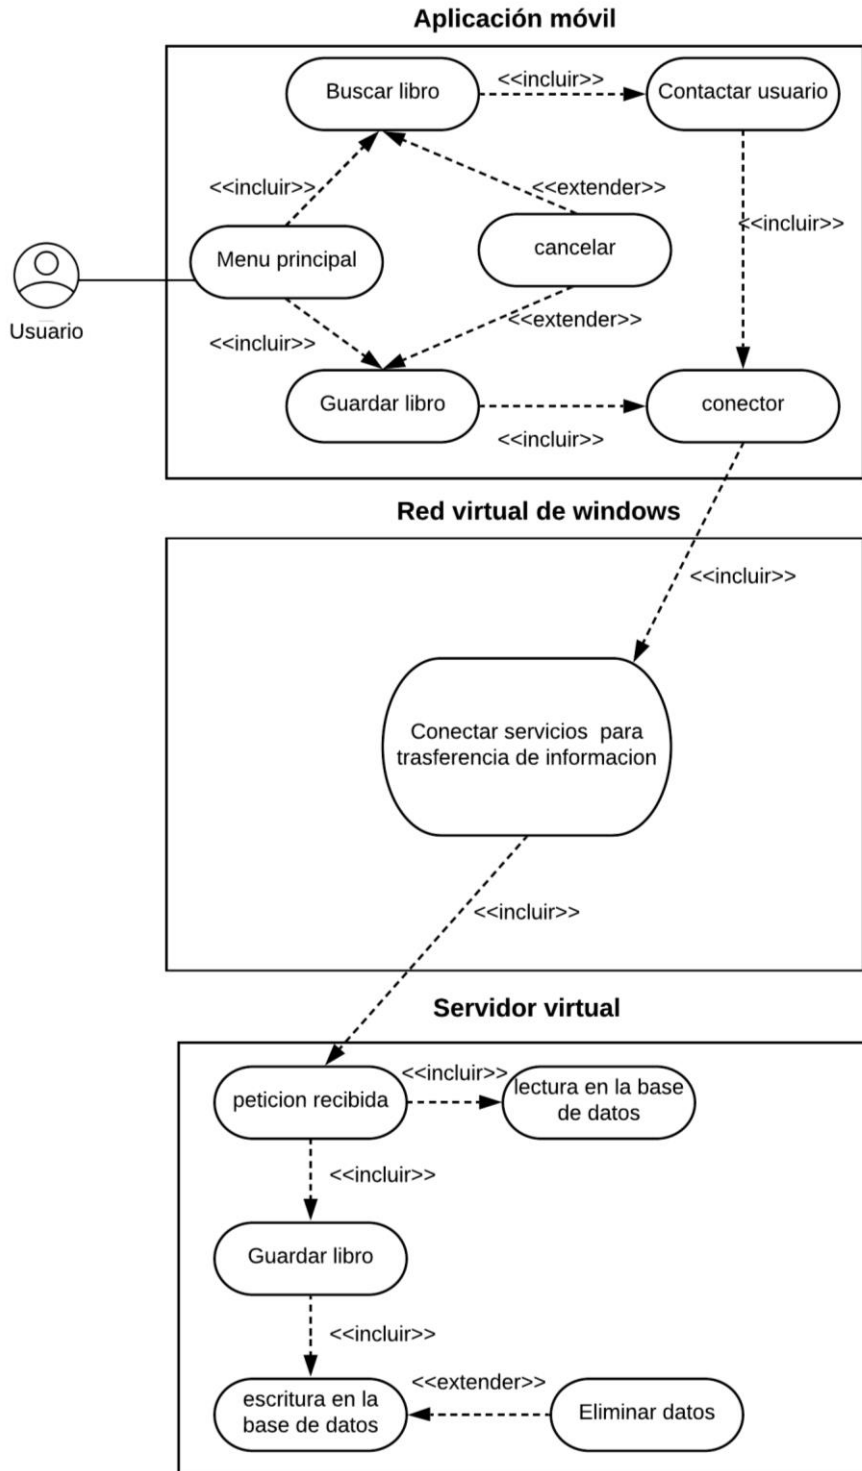 Aplicación móvil
Buscar libro
<<incluir>>
Contactar usuario
<<incluir>>
<<extender>>
<<incluir>>
Menu principal
cancelar
Usuario
<<incluir>>
<<extender>>
Guardar libro
<<incluir>>
conector
Red virtual de windows
<<incluir>>
Conectar servicios para
trasferencia de informacion
<<incluir>>
Servidor virtual
peticion recibida
<<incluir>>
lectura en la base
de datos
<<incluir>>
Guardar libro
<<incluir>>
escritura en la
base de datos
<<extender>>
Eliminar datos